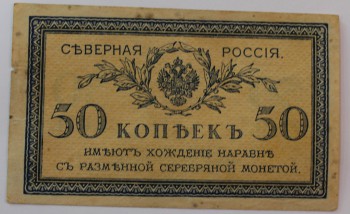 СѢВЕРНАЯ РОССІЯ.
50 КОПѢЕКЪ 50
ИМѢЮТЪ ХОЖДЕНІЕ НАРАВНѢ
СЪ РАЗМѢННОЙ СЕРЕБРЯНОЙ МОНЕТОЙ.